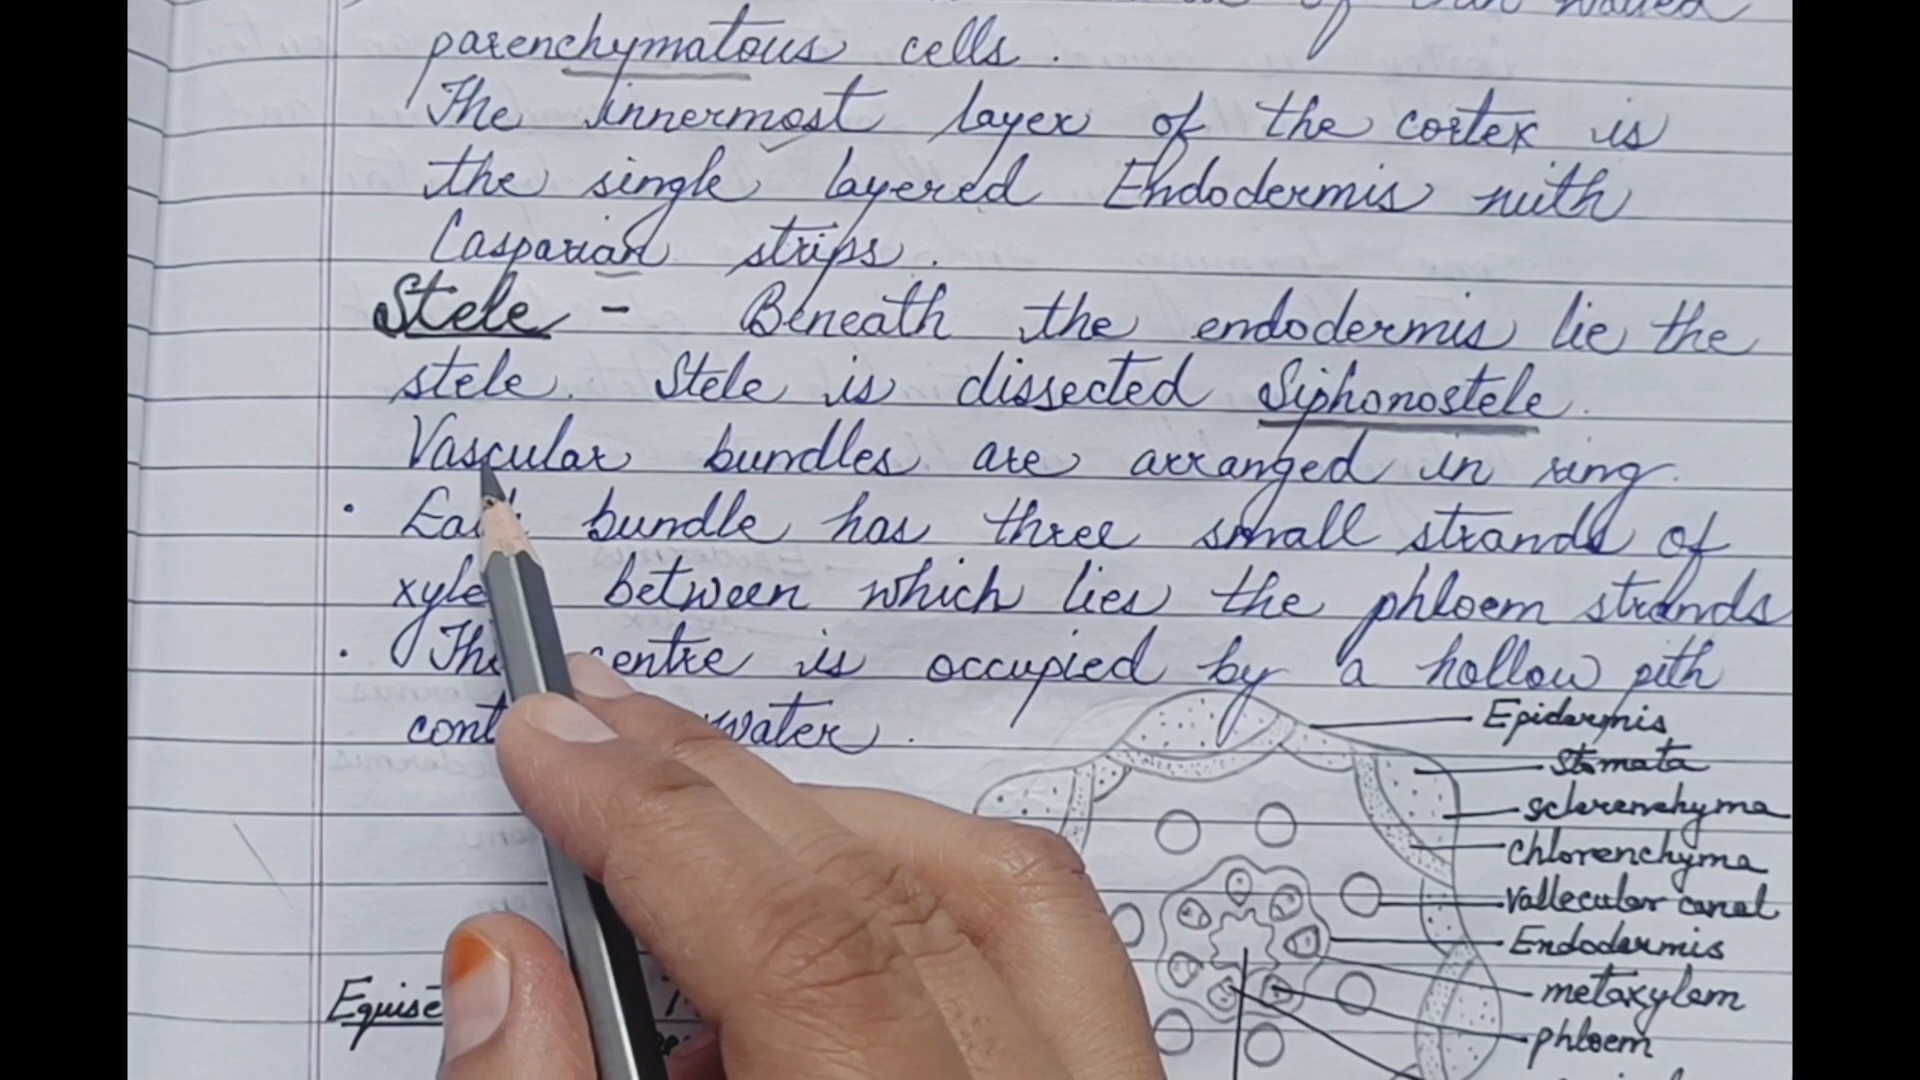 of thin walled
parenchymatous cells.
The innermost layer of the cortex is
the single layered Endodermis with
Casparian strips.
Stele - Beneath the endodermis lie the
stele. Stele is dissected Siphonostele.
Vascular bundles are arranged in ring.
• bundle has three small strands of
between which lies the phloem strands
• centre is occupied by a hollow pith
water.
Epidermis
Stomata
sclerenchyma
chlorenchyma
Vallecular canal
Endodermis
metaxylem
phloem